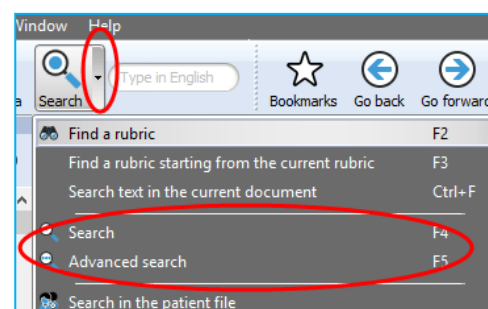 Window Help
Type in English
a Search Bookmarks Go back Go forward
Find a rubric F2
Find a rubric starting from the current rubric F3
Search text in the current document Ctrl+F
Search F4
Advanced search F5
Search in the patient file